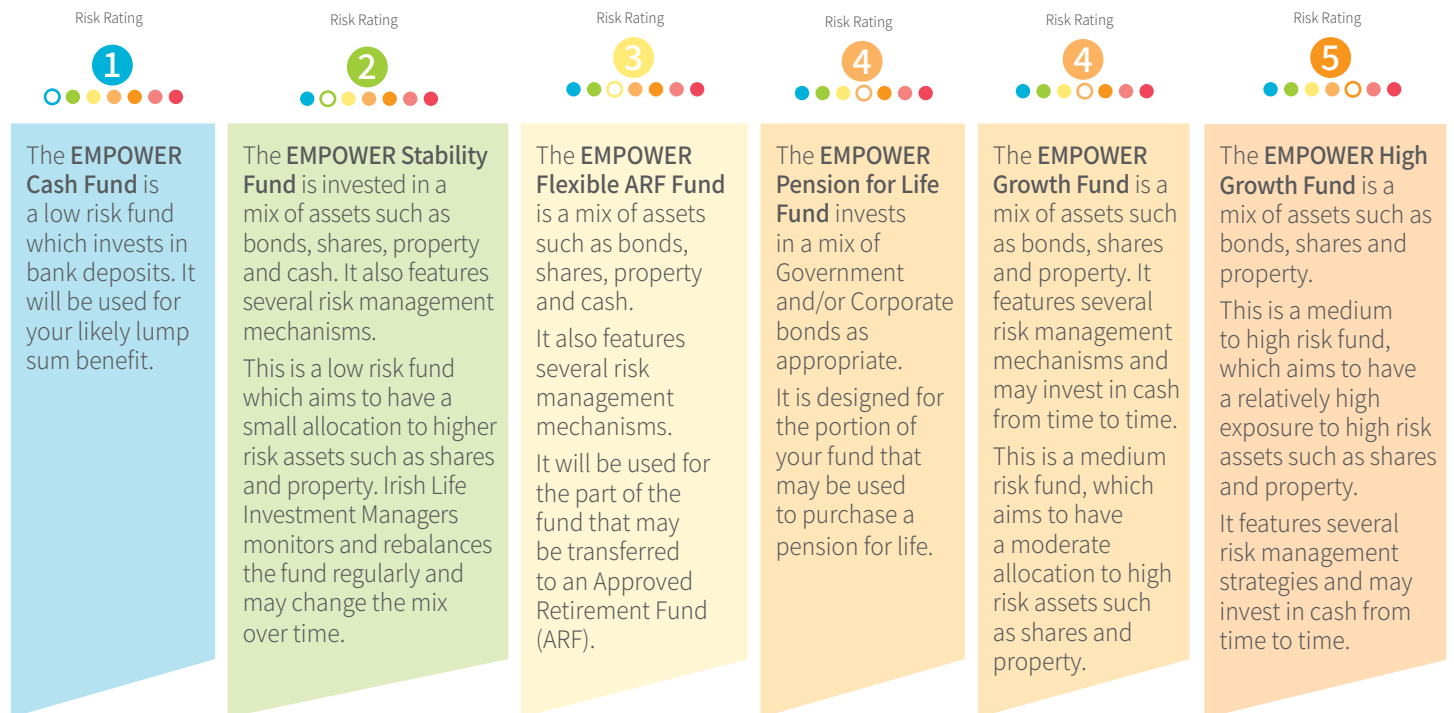 Risk Rating
1
The EMPOWER
Cash Fund is
a low risk fund
which invests in
bank deposits. It
will be used for
your likely lump
sum benefit.
Risk Rating
2
The EMPOWER Stability
Fund is invested in a
mix of assets such as
bonds, shares, property
and cash. It also features
several risk management
mechanisms.
This is a low risk fund
which aims to have a
small allocation to higher
risk assets such as shares
and property. Irish Life
Investment Managers
monitors and rebalances
the fund regularly and
may change the mix
over time.
Risk Rating
3
The EMPOWER
Flexible ARF Fund
is a mix of assets
such as bonds,
shares, property
and cash.
It also features
several risk
management
mechanisms.
It will be used for
the part of the
fund that may
be transferred
to an Approved
Retirement Fund
(ARF).
Risk Rating
4
The EMPOWER
Pension for Life
Fund invests
in a mix of
Government
and/or Corporate
bonds as
appropriate.
It is designed for
the portion of
your fund that
may be used
to purchase a
pension for life.
Risk Rating
4
The EMPOWER
Growth Fund is a
mix of assets such
as bonds, shares
and property. It
features several
risk management
mechanisms and
may invest in cash
from time to time.
This is a medium
risk fund, which
aims to have
a moderate
allocation to high
risk assets such
as shares and
property.
Risk Rating
5
The EMPOWER High
Growth Fund is a
mix of assets such as
bonds, shares and
property.
This is a medium
to high risk fund,
which aims to have
a relatively high
exposure to high risk
assets such as shares
and property.
It features several
risk management
strategies and may
invest in cash from
time to time.